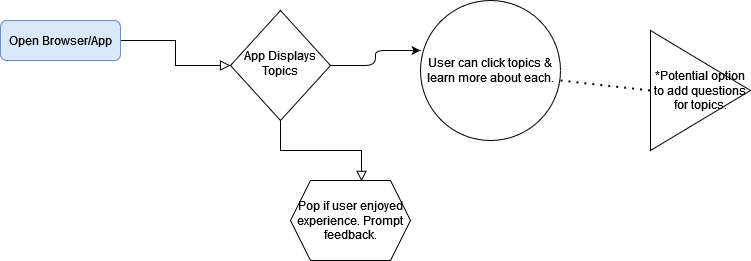 Open Browser/App
App Displays
Topics
User can click topics &
learn more about each.
*Potential option
to add questions
for topics.
Pop if user enjoyed
experience. Prompt
feedback.